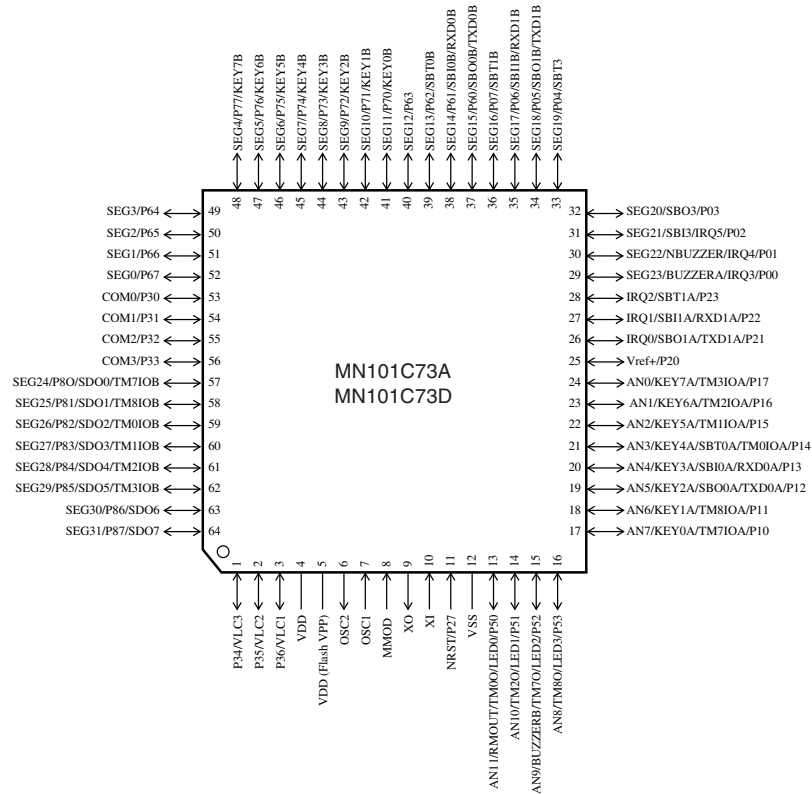 SEG4/P77/KEY7B
SEG5/P76/KEY6B
SEG6/P75/KEY5B
SEG7/P74/KEY4B
SEG8/P73/KEY3B
SEG9/P72/KEY2B
SEG10/P71/KEY1B
SEG11/P70/KEY0B
SEG12/P63
SEG13/P62/SBT0B
SEG14/P61/SBI0B/RXD0B
SEG15/P60/SBO0B/TXD0B
SEG16/P07/SBT1B
SEG17/P06/SBI1B/RXD1B
SEG18/P05/SBO1B/TXD1B
SEG19/P04/SBT3
48 47 46 45 44 43 42 41 40 39 38 37 36 35 34 33
SEG3/P64 49
SEG2/P65 50
SEG1/P66 51
SEG0/P67 52
COM0/P30 53
COM1/P31 54
COM2/P32 55
COM3/P33 56
SEG24/P8O/SDO0/TM7IOB 57
SEG25/P81/SDO1/TM8IOB 58
SEG26/P82/SDO2/TM0IOB 59
SEG27/P83/SDO3/TM1IOB 60
SEG28/P84/SDO4/TM2IOB 61
SEG29/P85/SDO5/TM3IOB 62
SEG30/P86/SDO6 63
SEG31/P87/SDO7 64
MN101C73A
MN101C73D
32 SEG20/SBO3/P03
31 SEG21/SBI3/IRQ5/P02
30 SEG22/NBUZZER/IRQ4/P01
29 SEG23/BUZZERA/IRQ3/P00
28 IRQ2/SBT1A/P23
27 IRQ1/SBI1A/RXD1A/P22
26 IRQ0/SBO1A/TXD1A/P21
25 Vref+/P20
24 AN0/KEY7A/TM3IOA/P17
23 AN1/KEY6A/TM2IOA/P16
22 AN2/KEY5A/TM1IOA/P15
21 AN3/KEY4A/SBT0A/TM0IOA/P14
20 AN4/KEY3A/SBI0A/RXD0A/P13
19 AN5/KEY2A/SBO0A/TXD0A/P12
18 AN6/KEY1A/TM8IOA/P11
17 AN7/KEY0A/TM7IOA/P10
1 2 3 4 5 6 7 8 9 10 11 12 13 14 15 16
P34/VLC3
P35/VLC2
P36/VLC1
VDD
VDD (Flash VPP)
OSC2
OSC1
MMOD
XO
XI
NRST/P27
VSS
AN11/RMOUT/TM0O/LED0/P50
AN10/TM2O/LED1/P51
AN9/BUZZERB/TM7O/LED2/P52
AN8/TM8O/LED3/P53